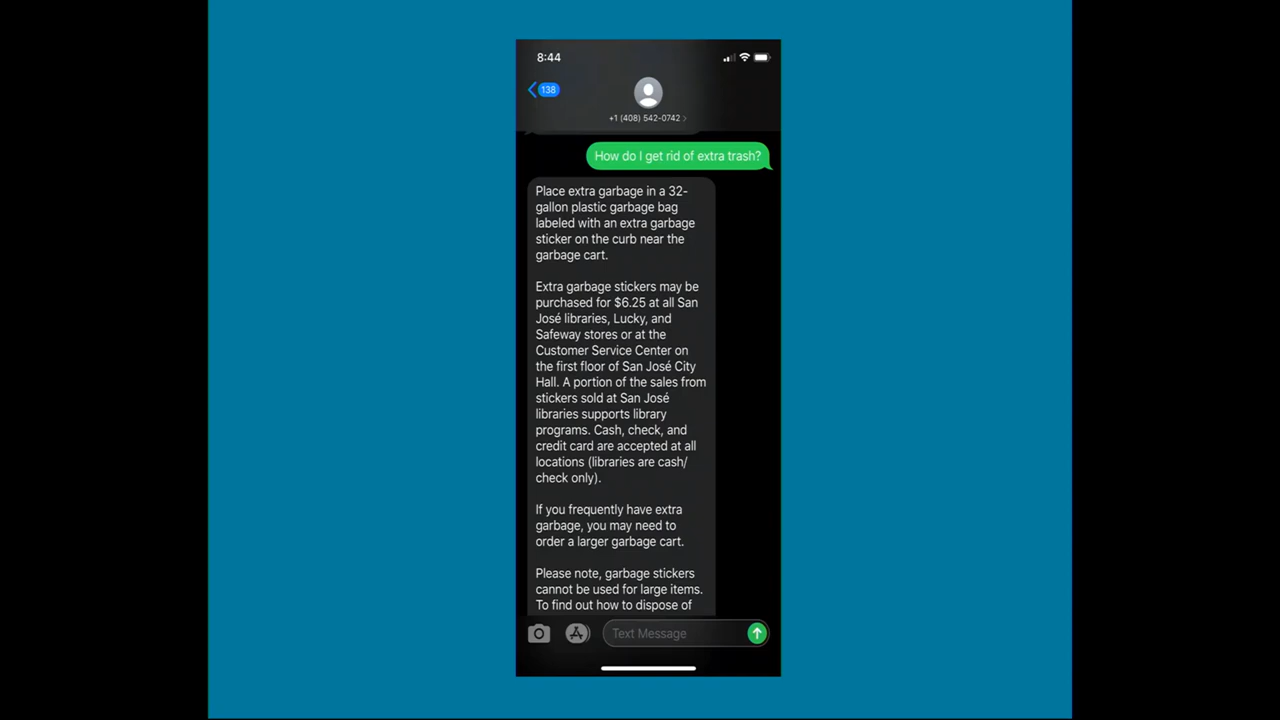 8:44
138
+1 (408) 542-0742
How do I get rid of extra trash?
Place extra garbage in a 32-
gallon plastic garbage bag
labeled with an extra garbage
sticker on the curb near the
garbage cart.
Extra garbage stickers may be
purchased for $6.25 at all San
José libraries, Lucky, and
Safeway stores or at the
Customer Service Center on
the first floor of San José City
Hall. A portion of the sales from
stickers sold at San José
libraries supports library
programs. Cash, check, and
credit card are accepted at all
locations (libraries are cash/
check only).
If you frequently have extra
garbage, you may need to
order a larger garbage cart.
Please note, garbage stickers
cannot be used for large items.
To find out how to dispose of
Text Message